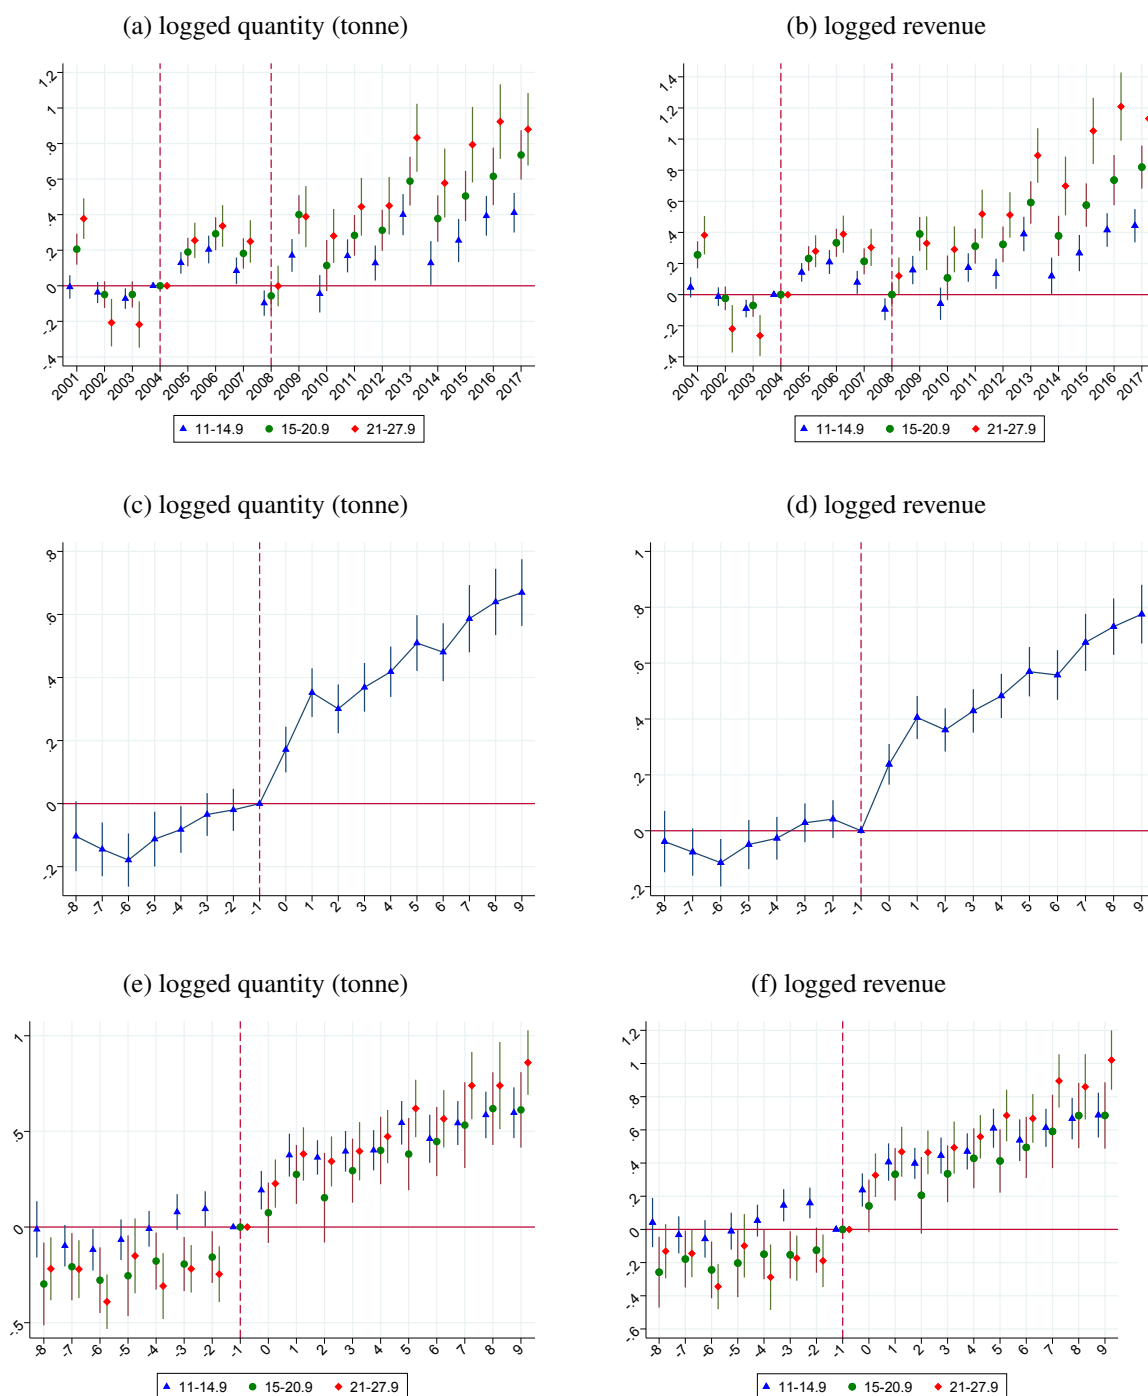 (a) logged quantity (tonne)
(b) logged revenue
1.2
1
.8
.6
.4
.2
0
-.2
-.4
2001 2002 2003 2004 2005 2006 2007 2008 2009 2010 2011 2012 2013 2014 2015 2016 2017
11-14.9 15-20.9 21-27.9
1.4
1.2
1
.8
.6
.4
.2
0
-.2
-.4
2001 2002 2003 2004 2005 2006 2007 2008 2009 2010 2011 2012 2013 2014 2015 2016 2017
11-14.9 15-20.9 21-27.9
(c) logged quantity (tonne)
(d) logged revenue
.8
.6
.4
.2
0
-.2
-8 -7 -6 -5 -4 -3 -2 -1 0 1 2 3 4 5 6 7 8 9
1
.8
.6
.4
.2
0
-.2
-8 -7 -6 -5 -4 -3 -2 -1 0 1 2 3 4 5 6 7 8 9
(e) logged quantity (tonne)
(f) logged revenue
1
.5
0
-.5
-8 -7 -6 -5 -4 -3 -2 -1 0 1 2 3 4 5 6 7 8 9
11-14.9 15-20.9 21-27.9
1.2
1
.8
.6
.4
.2
0
-.2
-.4
-.6
-8 -7 -6 -5 -4 -3 -2 -1 0 1 2 3 4 5 6 7 8 9
11-14.9 15-20.9 21-27.9